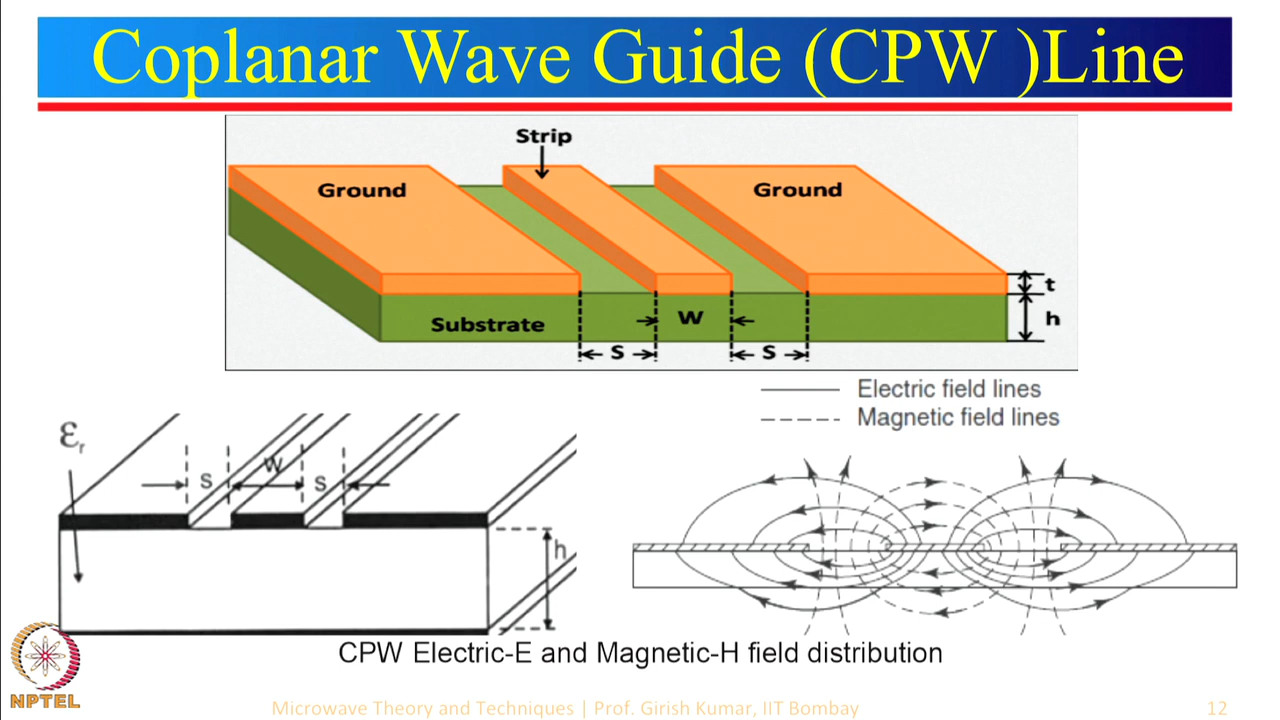 Coplanar Wave Guide (CPW )Line
Strip
Ground
Ground
t
h
Substrate
W
S
S
Electric field lines
Magnetic field lines
εr
S
W
S
h
CPW Electric-E and Magnetic-H field distribution
NPTEL
Microwave Theory and Techniques | Prof. Girish Kumar, IIT Bombay
12